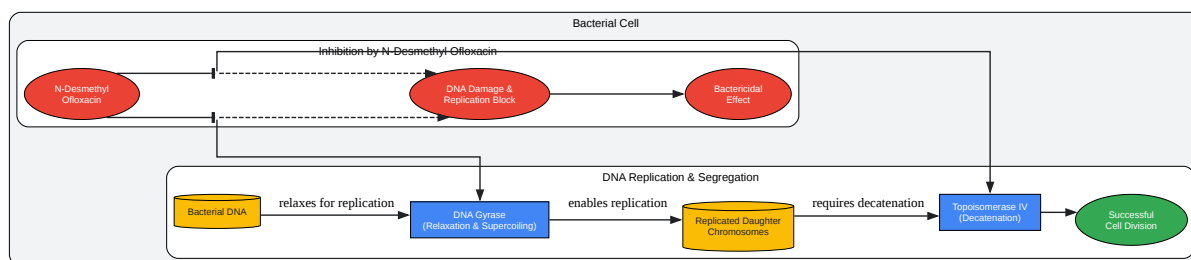 Bacterial Cell
Inhibition by N-Desmethyl Ofloxacin
N-Desmethyl
Ofloxacin
DNA Damage &
Replication Block
Bactericidal
Effect
DNA Replication & Segregation
Bacterial DNA
relaxes for replication
DNA Gyrase
(Relaxation & Supercoiling)
enables replication
Replicated Daughter
Chromosomes
requires decatenation
Topoisomerase IV
(Decatenation)
Successful
Cell Division